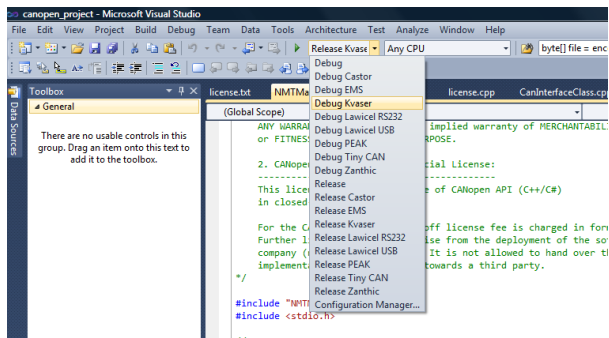 canopen_project - Microsoft Visual Studio
File Edit View Project Build Debug Team Data Tools Architecture Test Analyze Window Help
Release Kvase Any CPU byte[] file = enc
Toolbox
General
There are no usable controls in this
group. Drag an item onto this text to
add it to the toolbox.
Data Sources
license.txt NMTMa license.cpp CanInterfaceClass.cp
(Global Scope)
Debug
Debug Castor
Debug EMS
Debug Kvaser
Debug Lawicel RS232
Debug Lawicel USB
Debug PEAK
Debug Tiny CAN
Debug Zanthic
Release
Release Castor
Release EMS
Release Kvaser
Release Lawicel RS232
Release Lawicel USB
Release PEAK
Release Tiny CAN
Release Zanthic
Configuration Manager...
ANY WARRAN implied warranty of MERCHANTABIL
or FITNES RPOSE.
2. CANope cial License:
This lice e of CANopen API (C++/C#)
in closed
For the C off license fee is charged in for
Further l ise from the deployment of the so
company ( It is not allowed to hand over th
implement towards a third party.
*/
#include "NMT
#include <stdio.h>